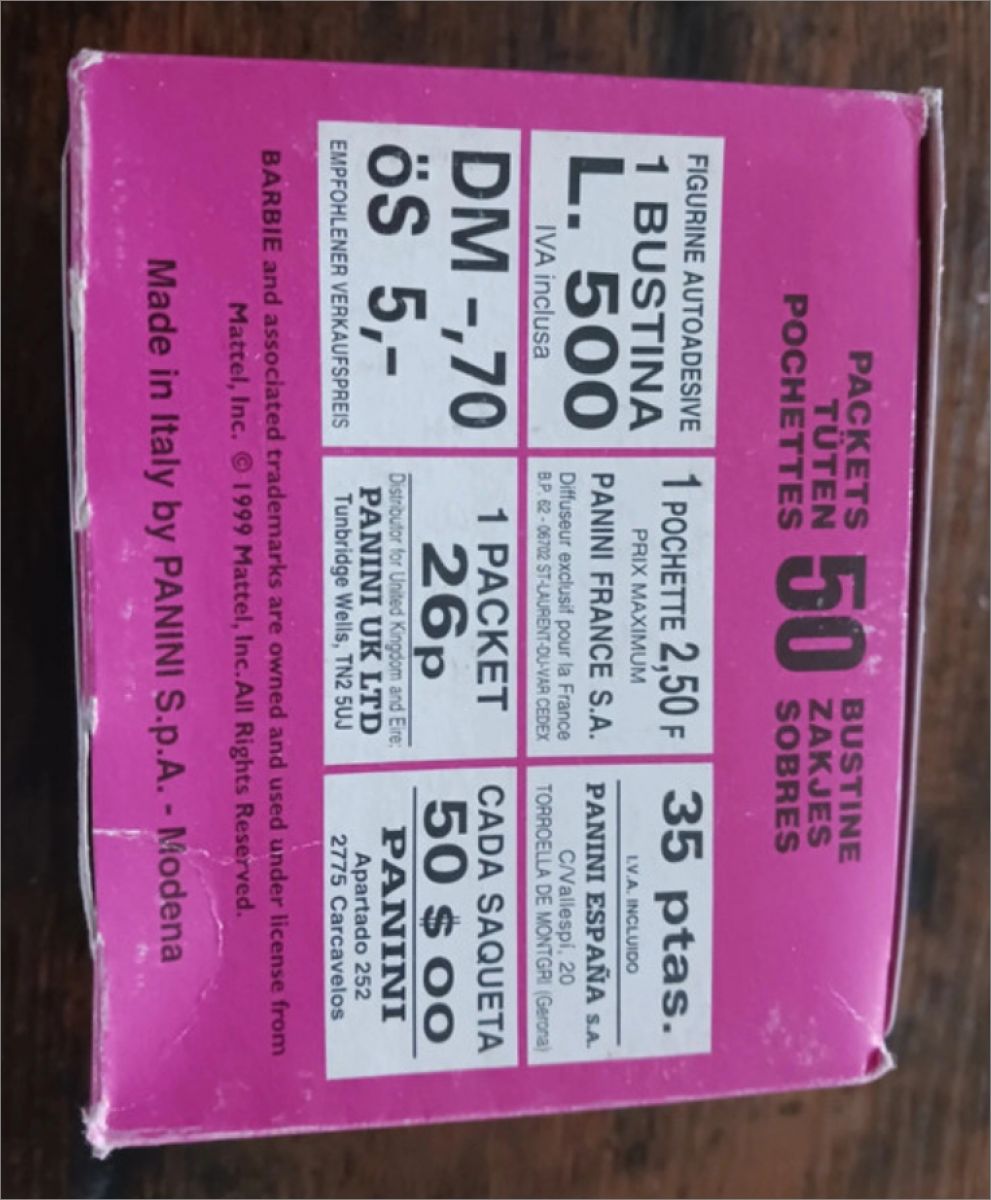 PACKETS
TÜTEN
POCHETTES
50
BUSTINE
ZAKJES
SOBRES
FIGURINE AUTOADESIVE
1 BUSTINA
L. 500
IVA inclusa
1 POCHETTE 2,50 F
PRIX MAXIMUM
PANINI FRANCE S.A.
Diffuseur exclusif pour la France
B.P. 62 - 06702 ST-LAURENT-DU-VAR CEDEX
35 ptas.
I.V.A. INCLUIDO
PANINI ESPAÑA S.A.
C/Vallespí, 20
TORROELLA DE MONTGRI (Gerona)
DM -,70
öS 5,-
EMPFOHLENER VERKAUFSPREIS
1 PACKET
26p
Distributor for United Kingdom and Eire:
PANINI UK LTD
Tunbridge Wells, TN2 5UJ
CADA SAQUETA
50 $ 00
PANINI
Apartado 252
2775 Carcavelos
BARBIE and associated trademarks are owned and used under license from
Mattel, Inc. © 1999 Mattel, Inc. All Rights Reserved.
Made in Italy by PANINI S.p.A. - Modena